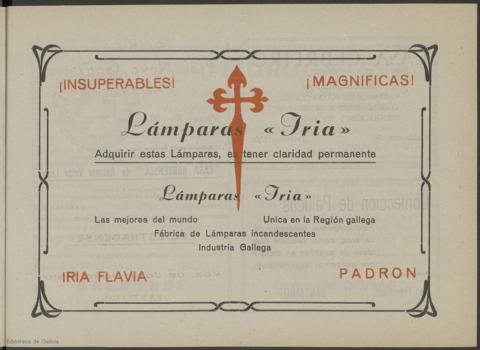 ¡INSUPERABLES!
¡MAGNIFICAS!
Lámparas «Iria»
Adquirir estas Lámparas, es tener claridad permanente
Lámparas «Iria»
Las mejores del mundo
Unica en la Región gallega
Fábrica de Lámparas incandescentes
Industria Gallega
IRIA FLAVIA
PADRON
Biblioteca de Galicia